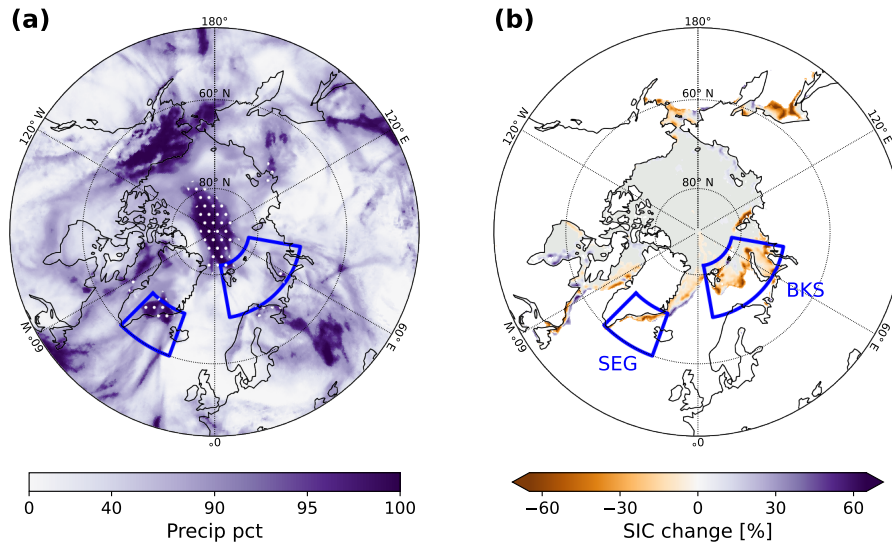 (a)
(b)
180°
180°
60° N
60° N
120° W
120° E
120° W
120° E
80° N
80° N
BKS
SEG
60° W
60° E
60° W
60° E
0°
0°
0 40 90 95 100
Precip pct
−60 −30 0 30 60
SIC change [%]